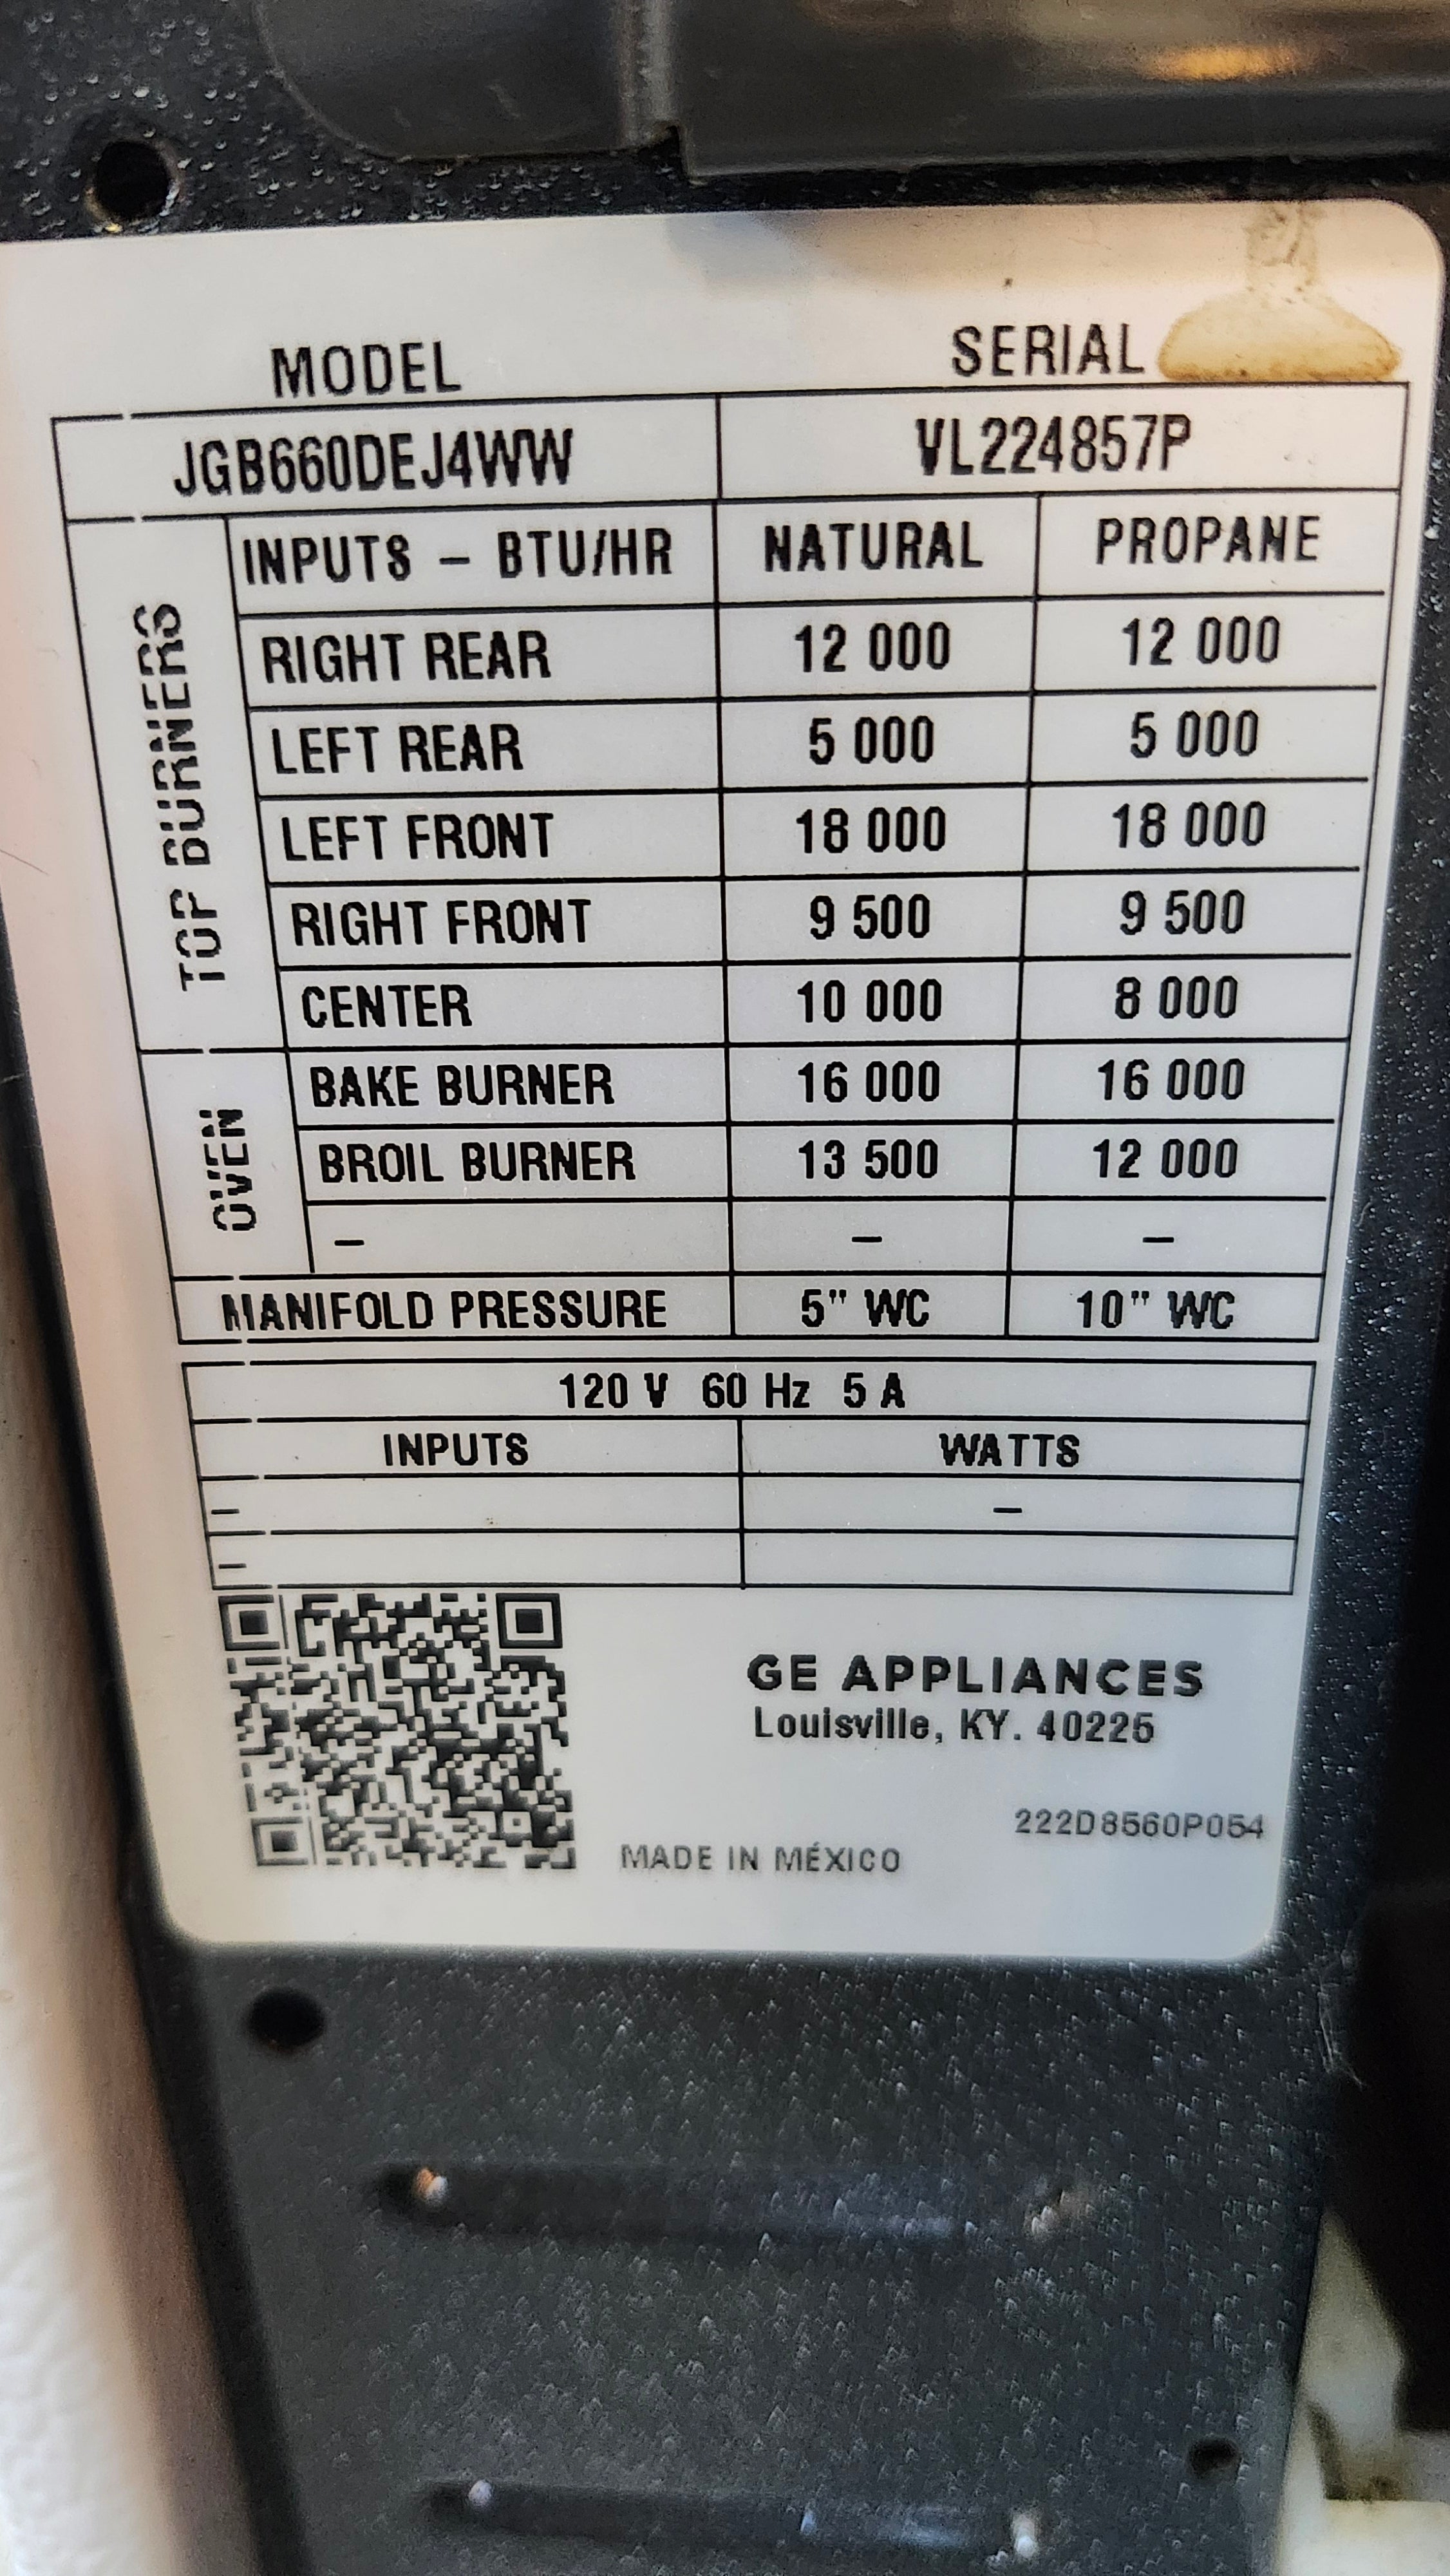 MODEL SERIAL
JGB660DEJ4WW VL224857P
TOP BURNERS
INPUTS – BTU/HR NATURAL PROPANE
RIGHT REAR 12 000 12 000
LEFT REAR 5 000 5 000
LEFT FRONT 18 000 18 000
RIGHT FRONT 9 500 9 500
CENTER 10 000 8 000
OVEN
BAKE BURNER 16 000 16 000
BROIL BURNER 13 500 12 000
– – –
MANIFOLD PRESSURE 5" WC 10" WC
120 V 60 Hz 5 A
INPUTS WATTS
– –
–
GE APPLIANCES
Louisville, KY. 40225
222D8560P054
MADE IN MÉXICO